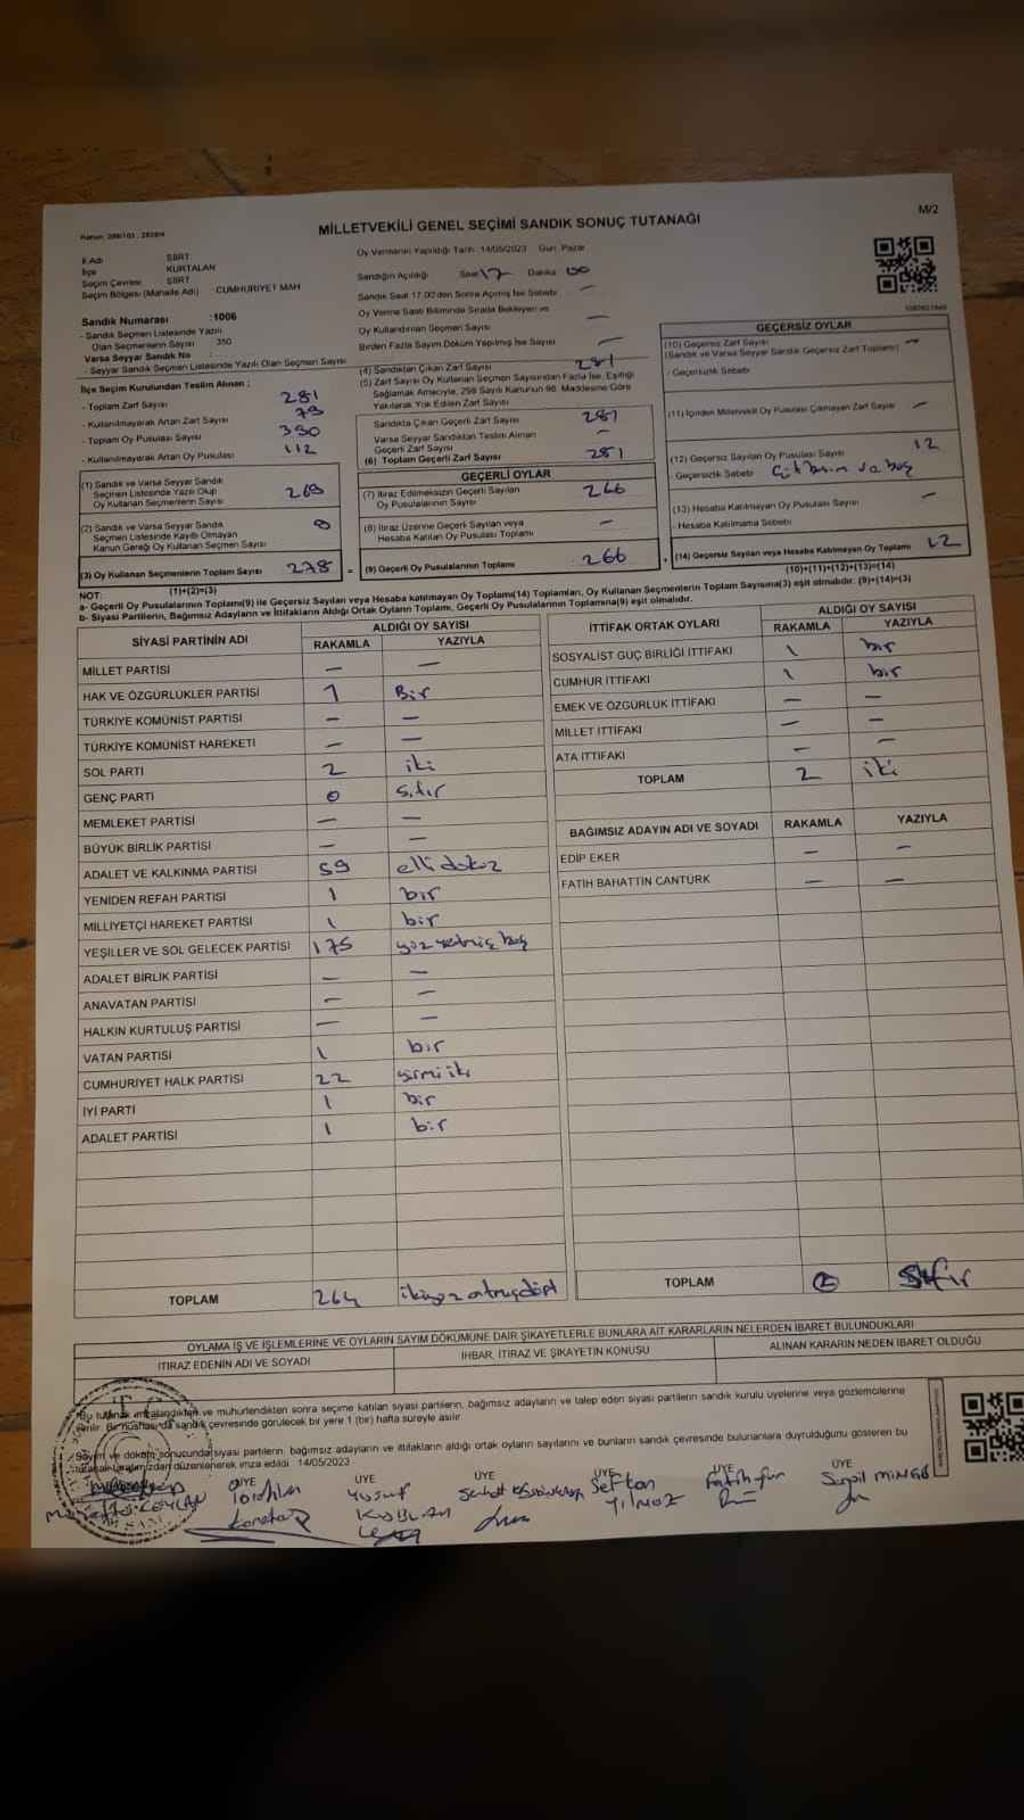 M/2
MİLLETVEKİLİ GENEL SEÇİMİ SANDIK SONUÇ TUTANAĞI
İl Adı SİİRT
İlçe KURTALAN
Seçim Çevresi SİİRT
Seçim Bölgesi (Mahalle Adı) CUMHURİYET MAH
Sandık Numarası :1006
- Sandık Seçmen Listesinde Yazılı
Olan Seçmenlerin Sayısı 350
Varsa Seyyar Sandık No
- Seyyar Sandık Seçmen Listesinde Yazılı Olan Seçmen Sayısı
Oy Vermenin Yapıldığı Tarih : 14/05/2023 Gün: Pazar
Sandığın Açıldığı Saat 17 Dakika 00
Sandık Saat 17.00'den Sonra Açılmış İse Sebebi —
Oy Verme Saati Bitiminde Sırada Bekleyen ve
Oy Kullandırılan Seçmen Sayısı —
Birden Fazla Sayım Döküm Yapılmış İse Sayısı —
İlçe Seçim Kurulundan Teslim Alınan :
- Toplam Zarf Sayısı 281
- Kullanılmayarak Artan Zarf Sayısı 79
- Toplam Oy Pusulası Sayısı 390
- Kullanılmayarak Artan Oy Pusulası 112
(1) Sandık ve Varsa Seyyar Sandık
Seçmen Listesinde Yazılı Olup
Oy Kullanan Seçmenlerin Sayısı 269
(2) Sandık ve Varsa Seyyar Sandık
Seçmen Listesinde Kayıtlı Olmayan
Kanun Gereği Oy Kullanan Seçmen Sayısı
(3) Oy Kullanan Seçmenlerin Toplam Sayısı 278
(1)+(2)=(3)
(4) Sandıktan Çıkan Zarf Sayısı 281
(5) Zarf Sayısı Oy Kullanan Seçmen Sayısından Fazla İse, Eşitliği
Sağlamak Amacıyla, 298 Sayılı Kanunun 98. Maddesine Göre
Yakılarak Yok Edilen Zarf Sayısı
Sandıkta Çıkan Geçerli Zarf Sayısı 281
Varsa Seyyar Sandıktan Teslim Alınan
Geçerli Zarf Sayısı —
(6) Toplam Geçerli Zarf Sayısı 281
GEÇERLİ OYLAR
(7) İtiraz Edilmeksizin Geçerli Sayılan
Oy Pusulalarının Sayısı 266
(8) İtiraz Üzerine Geçerli Sayılan veya
Hesaba Katılan Oy Pusulası Toplamı —
(9) Geçerli Oy Pusulalarının Toplamı 266
GEÇERSİZ OYLAR
(10) Geçersiz Zarf Sayısı —
(Sandık ve Varsa Seyyar Sandık Geçersiz Zarf Toplamı)
- Geçersizlik Sebebi
(11) İçinden Milletvekili Oy Pusulası Çıkmayan Zarf Sayısı —
(12) Geçersiz Sayılan Oy Pusulası Sayısı 12
Geçersizlik Sebebi
(13) Hesaba Katılmayan Oy Pusulası Sayısı —
- Hesaba Katılmama Sebebi
(14) Geçersiz Sayılan veya Hesaba Katılmayan Oy Toplamı 12
(10)+(11)+(12)+(13)=(14)
NOT:
a- Geçerli Oy Pusulalarının Toplamı(9) ile Geçersiz Sayılan veya Hesaba Katılmayan Oy Toplamı(14) Toplamları, Oy Kullanan Seçmenlerin Toplam Sayısına(3) eşit olmalıdır. (9)+(14)=(3)
b- Siyasi Partilerin, Bağımsız Adayların ve İttifakların Aldığı Ortak Oyların Toplamı, Geçerli Oy Pusulalarının Toplamına(9) eşit olmalıdır.
SİYASİ PARTİNİN ADI ALDIĞI OY SAYISI
RAKAMLA YAZIYLA
MİLLET PARTİSİ — —
HAK VE ÖZGÜRLÜKLER PARTİSİ 1 Bir
TÜRKİYE KOMÜNİST PARTİSİ — —
TÜRKİYE KOMÜNİST HAREKETİ — —
SOL PARTİ 2 iki
GENÇ PARTİ 0 sıfır
MEMLEKET PARTİSİ — —
BÜYÜK BİRLİK PARTİSİ — —
ADALET VE KALKINMA PARTİSİ 59 elli dokuz
YENİDEN REFAH PARTİSİ 1 bir
MİLLİYETÇİ HAREKET PARTİSİ 1 bir
YEŞİLLER VE SOL GELECEK PARTİSİ 175 yüz yetmiş beş
ADALET BİRLİK PARTİSİ — —
ANAVATAN PARTİSİ — —
HALKIN KURTULUŞ PARTİSİ — —
VATAN PARTİSİ 1 bir
CUMHURİYET HALK PARTİSİ 22 yirmi iki
İYİ PARTİ 1 bir
ADALET PARTİSİ 1 bir
TOPLAM 264 ikiyüz altmışdört
İTTİFAK ORTAK OYLARI ALDIĞI OY SAYISI
RAKAMLA YAZIYLA
SOSYALİST GÜÇ BİRLİĞİ İTTİFAKI 1 bir
CUMHUR İTTİFAKI 1 bir
EMEK VE ÖZGÜRLÜK İTTİFAKI — —
MİLLET İTTİFAKI — —
ATA İTTİFAKI — —
TOPLAM 2 iki
BAĞIMSIZ ADAYIN ADI VE SOYADI RAKAMLA YAZIYLA
EDİP EKER — —
FATİH BAHATTİN CANTÜRK — —
TOPLAM sıfır
OYLAMA İŞ VE İŞLEMLERİNE VE OYLARIN SAYIM DÖKÜMÜNE DAİR ŞİKAYETLERLE BUNLARA AİT KARARLARIN NELERDEN İBARET BULUNDUKLARI
İTİRAZ EDENİN ADI VE SOYADI İHBAR, İTİRAZ VE ŞİKAYETİN KONUSU ALINAN KARARIN NEDEN İBARET OLDUĞU
Bu tutanak imzalandıktan ve mühürlendikten sonra seçime katılan siyasi partilerin, bağımsız adayların ve talep eden siyasi partilerin sandık kurulu üyelerine veya gözlemcilerine
verilir. Bir nüshası da sandık çevresinde görülecek bir yere 1 (bir) hafta süreyle asılır.
Sayım ve döküm sonucunda siyasi partilerin, bağımsız adayların ve ittifakların aldığı ortak oyların sayılarını ve bunların sandık çevresinde bulunanlara duyrulduğunu gösteren bu
tutanak tarafımızdan düzenlenerek imza edildi. 14/05/2023
ÜYE ÜYE ÜYE ÜYE ÜYE ÜYE
Yusuf
YILMAZ